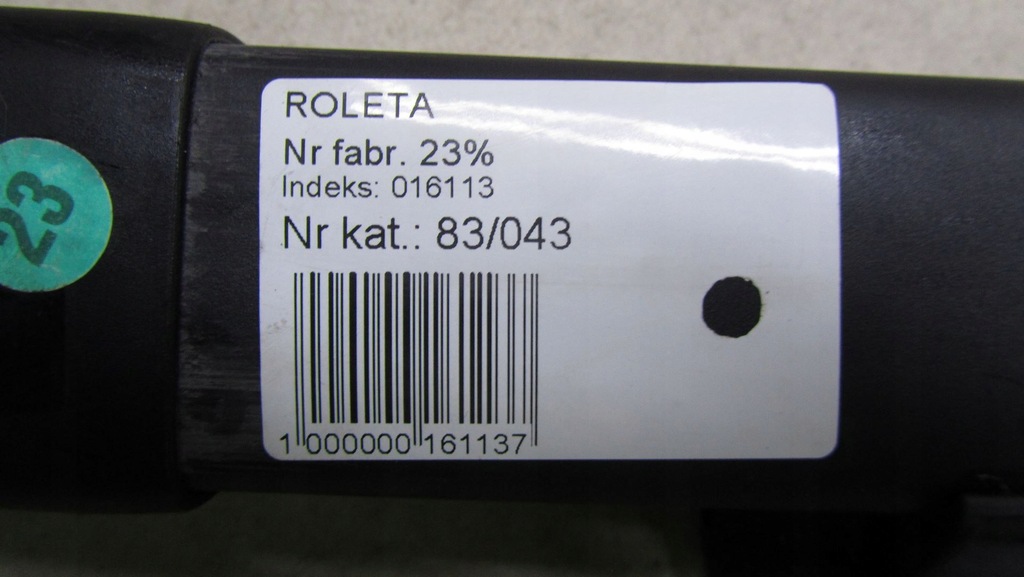 ROLETA
Nr fabr. 23%
Indeks: 016113
Nr kat.: 83/043
1 000000 161137
23